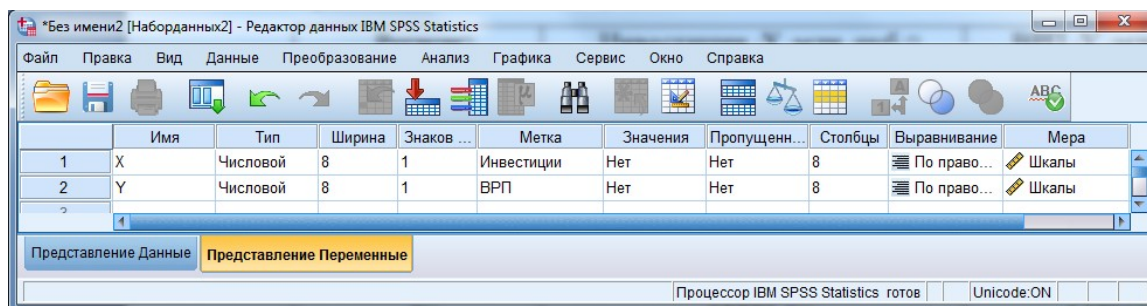 *Без имени2 [Наборданных2] - Редактор данных IBM SPSS Statistics
Файл Правка Вид Данные Преобразование Анализ Графика Сервис Окно Справка
Имя Тип Ширина Знаков ... Метка Значения Пропущенн... Столбцы Выравнивание Мера
1 X Числовой 8 1 Инвестиции Нет Нет 8 По право... Шкалы
2 Y Числовой 8 1 ВРП Нет Нет 8 По право... Шкалы
Представление Данные Представление Переменные
Процессор IBM SPSS Statistics готов Unicode:ON